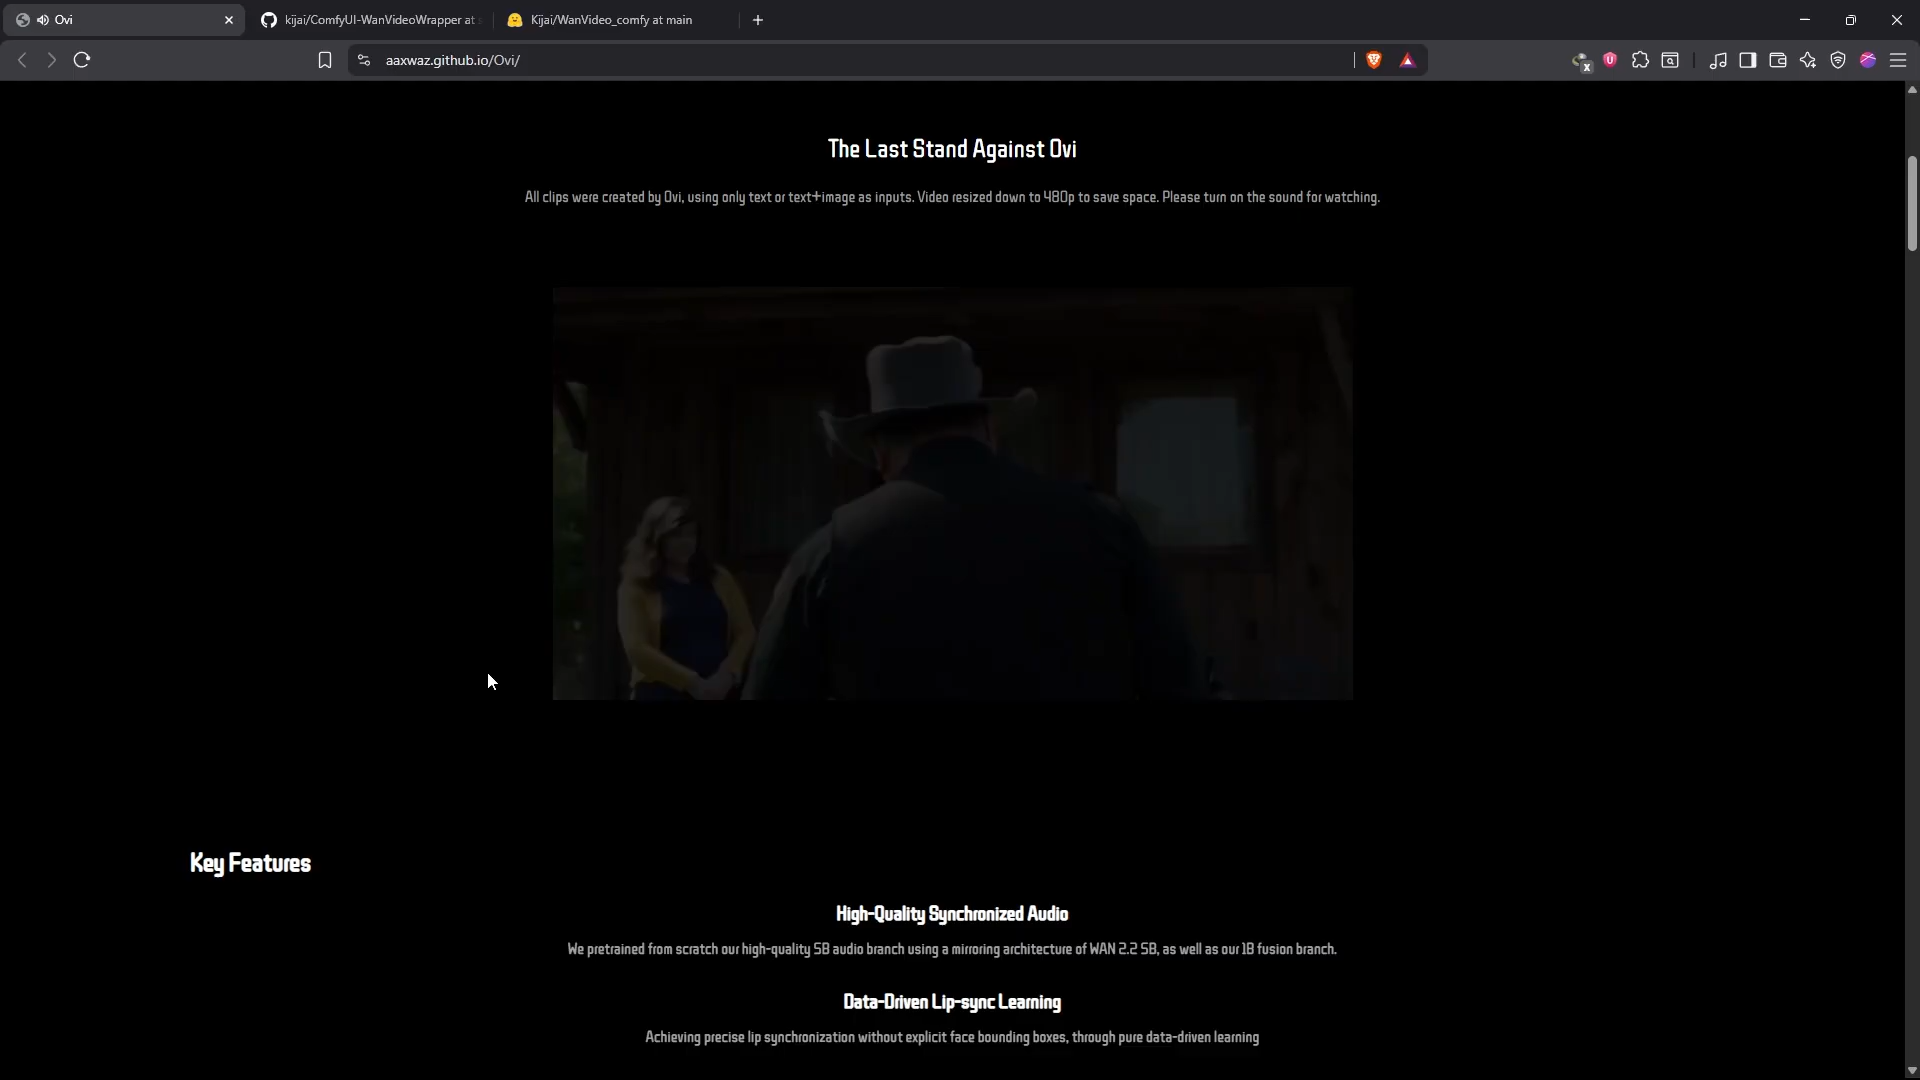 Ovi
kijai/ComfyUI-WanVideoWrapper at
Kijai/WanVideo_comfy at main
aaxwaz.github.io/Ovi/
The Last Stand Against Ovi
All clips were created by Ovi, using only text or text+image as inputs. Video resized down to 480p to save space. Please turn on the sound for watching.
Key Features
High-Quality Synchronized Audio
We pretrained from scratch our high-quality 5B audio branch using a mirroring architecture of WAN 2.2 5B, as well as our 1B fusion branch.
Data-Driven Lip-sync Learning
Achieving precise lip synchronization without explicit face bounding boxes, through pure data-driven learning